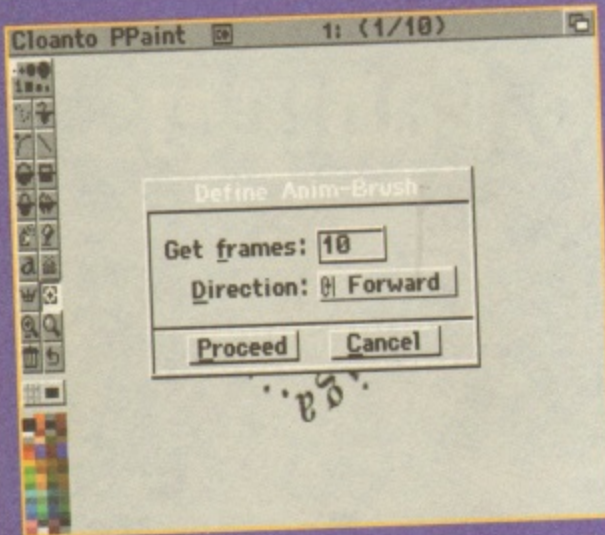 Cloanto PPaint 1: (1/10)
Define Anim-Brush
Get frames: 10
Direction: Forward
Proceed Cancel